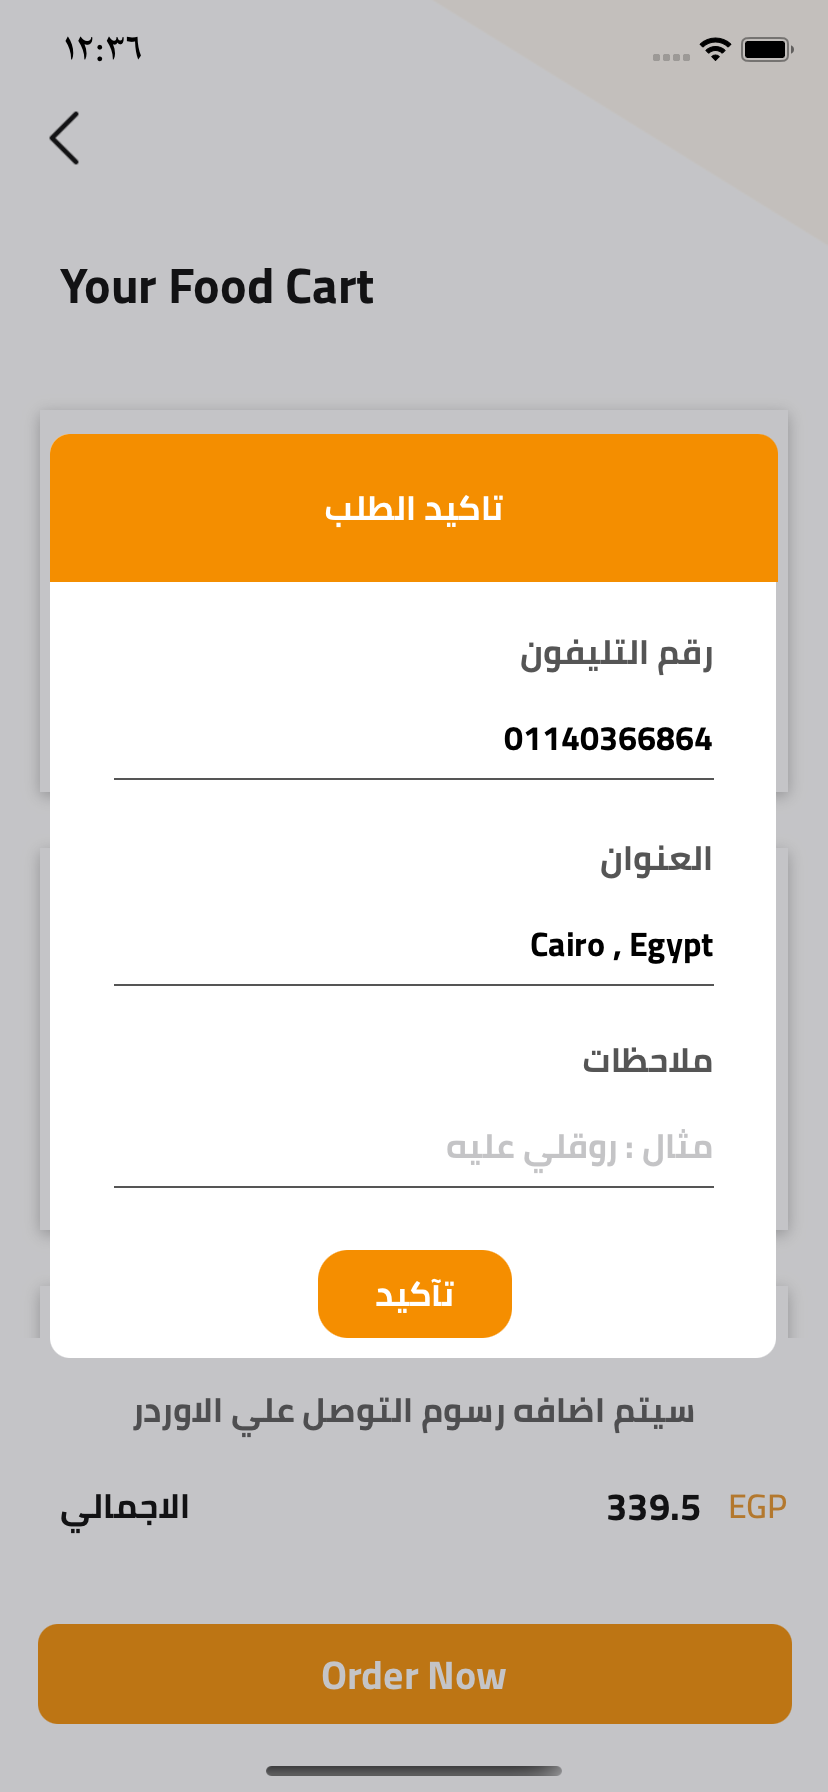 ١٢:٣٦
Your Food Cart
تاكيد الطلب
رقم التليفون
01140366864
العنوان
Cairo , Egypt
ملاحظات
مثال : روقلي عليه
تآكيد
سيتم اضافه رسوم التوصل علي الاوردر
الاجمالي 339.5 EGP
Order Now